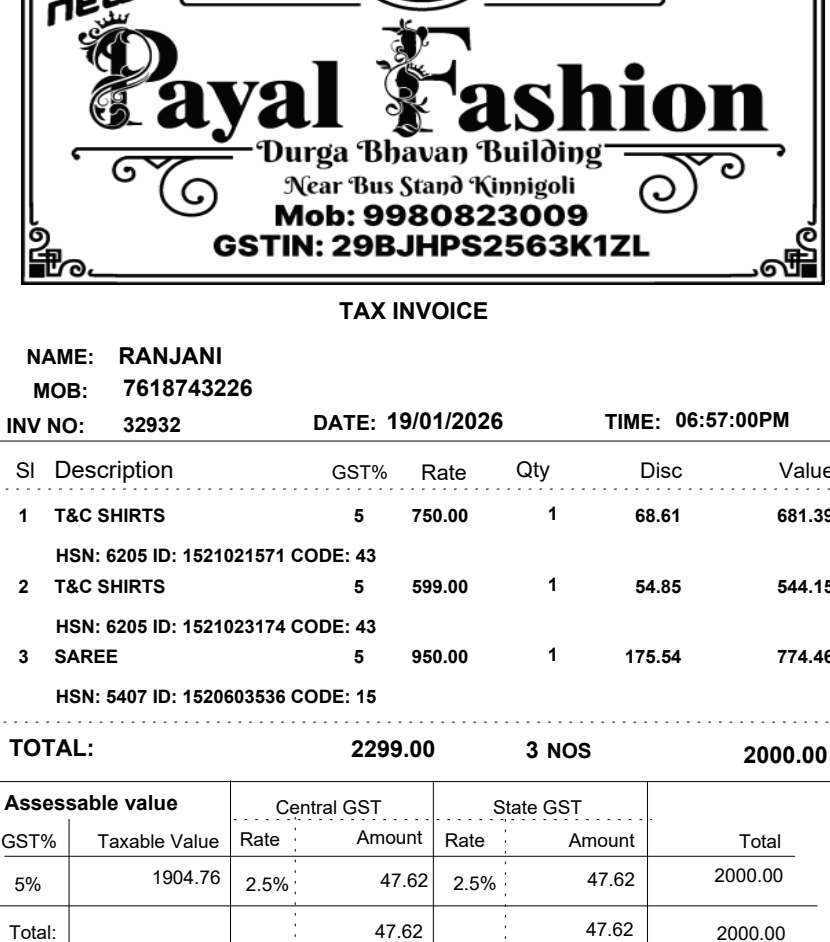 new
Payal Fashion
Durga Bhavan Building
Near Bus Stand Kinnigoli
Mob: 9980823009
GSTIN: 29BJHPS2563K1ZL
TAX INVOICE
NAME: RANJANI
MOB: 7618743226
INV NO: 32932 DATE: 19/01/2026 TIME: 06:57:00PM
Sl Description GST% Rate Qty Disc Value
1 T&C SHIRTS 5 750.00 1 68.61 681.39
HSN: 6205 ID: 1521021571 CODE: 43
2 T&C SHIRTS 5 599.00 1 54.85 544.15
HSN: 6205 ID: 1521023174 CODE: 43
3 SAREE 5 950.00 1 175.54 774.46
HSN: 5407 ID: 1520603536 CODE: 15
TOTAL: 2299.00 3 NOS 2000.00
Assessable value Central GST State GST
GST% Taxable Value Rate Amount Rate Amount Total
5% 1904.76 2.5% 47.62 2.5% 47.62 2000.00
Total: 47.62 47.62 2000.00